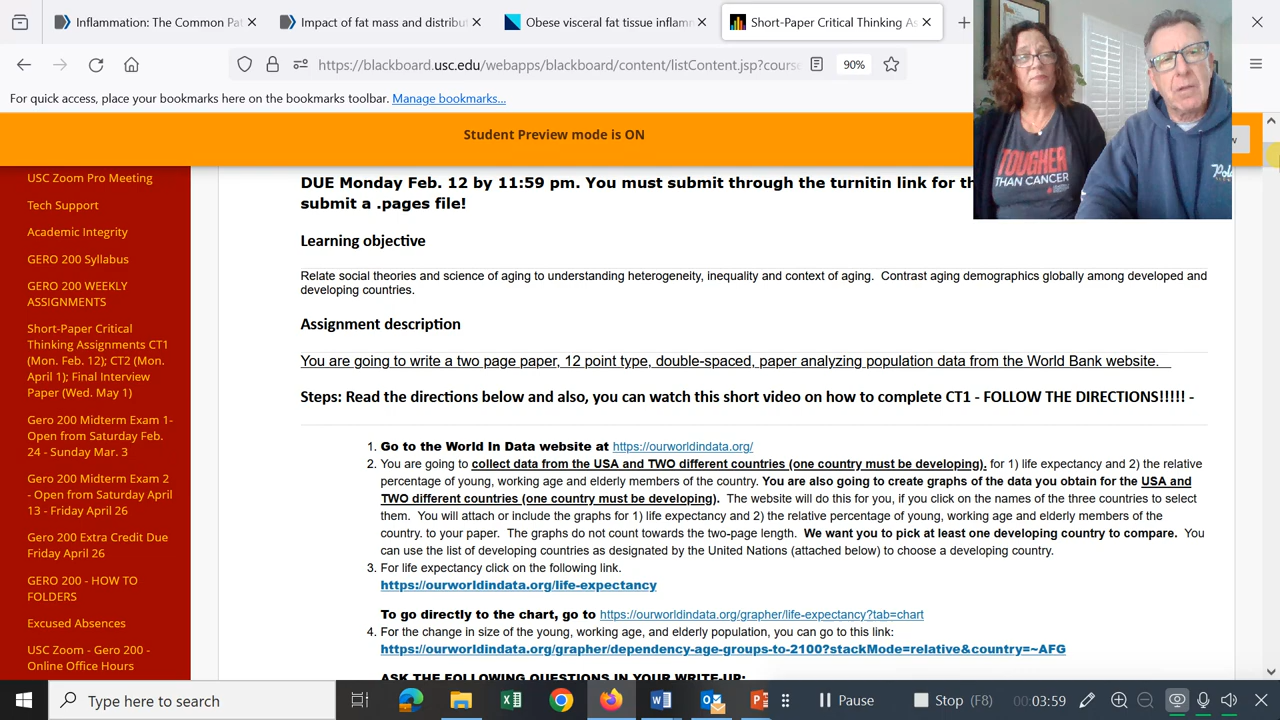 Inflammation: The Common Pat
Impact of fat mass and distribut
Obese visceral fat tissue inflamm
Short-Paper Critical Thinking As
https://blackboard.usc.edu/webapps/blackboard/content/listContent.jsp?course
90%
For quick access, place your bookmarks here on the bookmarks toolbar. Manage bookmarks...
Student Preview mode is ON
TOUGHER
THAN CANCER
USC Zoom Pro Meeting
Tech Support
Academic Integrity
GERO 200 Syllabus
GERO 200 WEEKLY
ASSIGNMENTS
Short-Paper Critical
Thinking Assignments CT1
(Mon. Feb. 12); CT2 (Mon.
April 1); Final Interview
Paper (Wed. May 1)
Gero 200 Midterm Exam 1-
Open from Saturday Feb.
24 - Sunday Mar. 3
Gero 200 Midterm Exam 2
- Open from Saturday April
13 - Friday April 26
Gero 200 Extra Credit Due
Friday April 26
GERO 200 - HOW TO
FOLDERS
Excused Absences
USC Zoom - Gero 200 -
Online Office Hours
DUE Monday Feb. 12 by 11:59 pm. You must submit through the turnitin link for th
submit a .pages file!
Learning objective
Relate social theories and science of aging to understanding heterogeneity, inequality and context of aging. Contrast aging demographics globally among developed and
developing countries.
Assignment description
You are going to write a two page paper, 12 point type, double-spaced, paper analyzing population data from the World Bank website.
Steps: Read the directions below and also, you can watch this short video on how to complete CT1 - FOLLOW THE DIRECTIONS!!!!! -
1. Go to the World In Data website at https://ourworldindata.org/
2. You are going to collect data from the USA and TWO different countries (one country must be developing). for 1) life expectancy and 2) the relative
percentage of young, working age and elderly members of the country. You are also going to create graphs of the data you obtain for the USA and
TWO different countries (one country must be developing). The website will do this for you, if you click on the names of the three countries to select
them. You will attach or include the graphs for 1) life expectancy and 2) the relative percentage of young, working age and elderly members of the
country. to your paper. The graphs do not count towards the two-page length. We want you to pick at least one developing country to compare. You
can use the list of developing countries as designated by the United Nations (attached below) to choose a developing country.
3. For life expectancy click on the following link.
https://ourworldindata.org/life-expectancy
To go directly to the chart, go to https://ourworldindata.org/grapher/life-expectancy?tab=chart
4. For the change in size of the young, working age, and elderly population, you can go to this link:
https://ourworldindata.org/grapher/dependency-age-groups-to-2100?stackMode=relative&country=~AFG
ASK THE FOLLOWING QUESTIONS IN YOUR WRITE-UP:
Type here to search
Pause
Stop (F8)
00:03:59